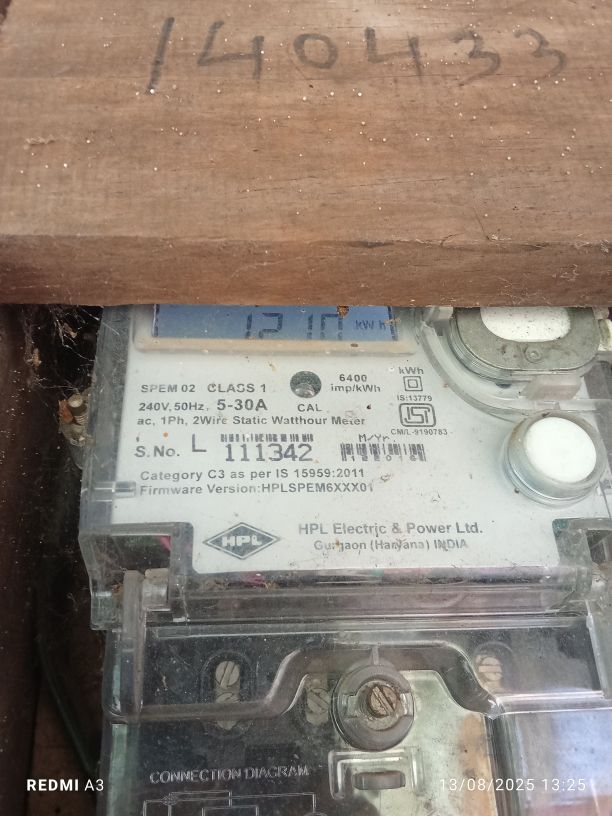 140433
kWh
SPEM 02 CLASS 1
6400
imp/kWh
kWh
IS:13779
240V, 50Hz, 5-30A
CAL
ac, 1Ph, 2Wire Static Watthour Meter
CM/L-9190783
S.No. L 111342
M/Yr.
Category C3 as per IS 15959:2011
Firmware Version:HPLSPEM6XXX01
HPL
HPL Electric & Power Ltd.
Gurgaon (Haryana) INDIA
CONNECTION DIAGRAM
REDMI A3
13/08/2025 13:25